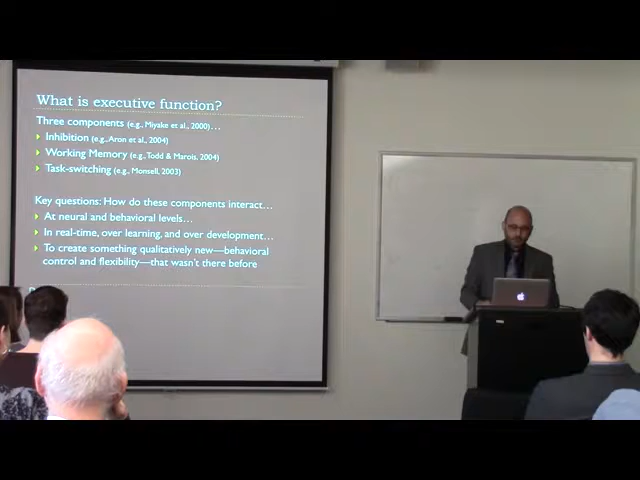 What is executive function?
Three components (e.g., Miyake et al., 2000)…
Inhibition (e.g., Aron et al., 2004)
Working Memory (e.g., Todd & Marois, 2004)
Task-switching (e.g., Monsell, 2003)
Key questions: How do these components interact…
At neural and behavioral levels…
In real-time, over learning, and over development…
To create something qualitatively new—behavioral
control and flexibility—that wasn't there before